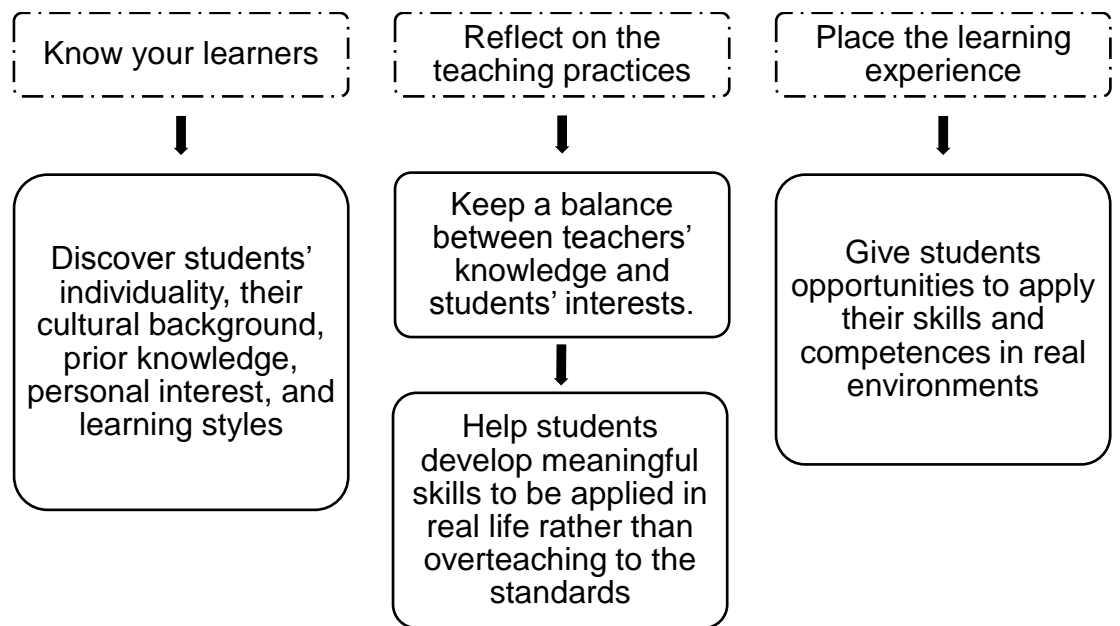 Know your learners
Discover students’
individuality, their
cultural background,
prior knowledge,
personal interest, and
learning styles
Reflect on the
teaching practices
Keep a balance
between teachers’
knowledge and
students’ interests.
Help students
develop meaningful
skills to be applied in
real life rather than
overteaching to the
standards
Place the learning
experience
Give students
opportunities to apply
their skills and
competences in real
environments